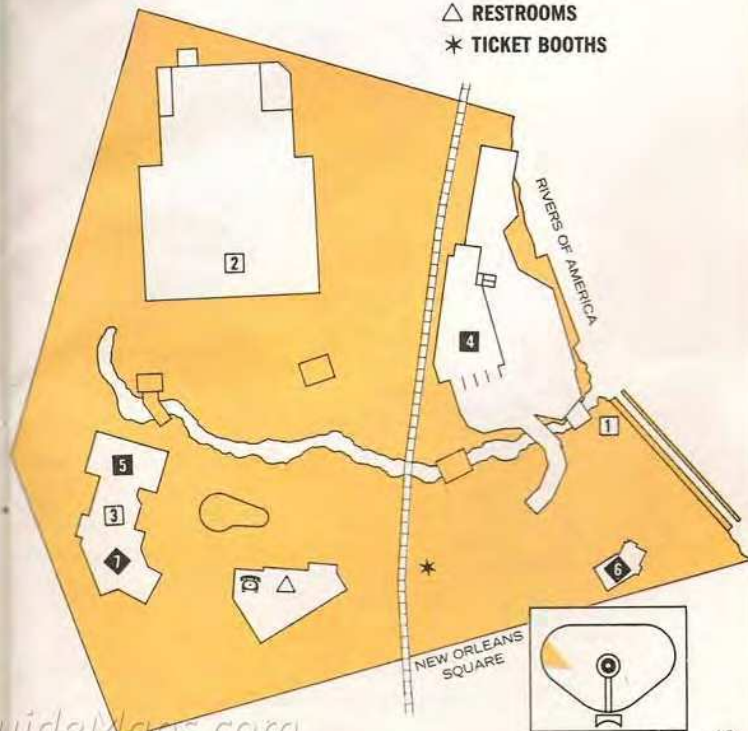 △ RESTROOMS
✶ TICKET BOOTHS
RIVERS OF AMERICA
2
4
1
5
3
7
6
NEW ORLEANS
SQUARE